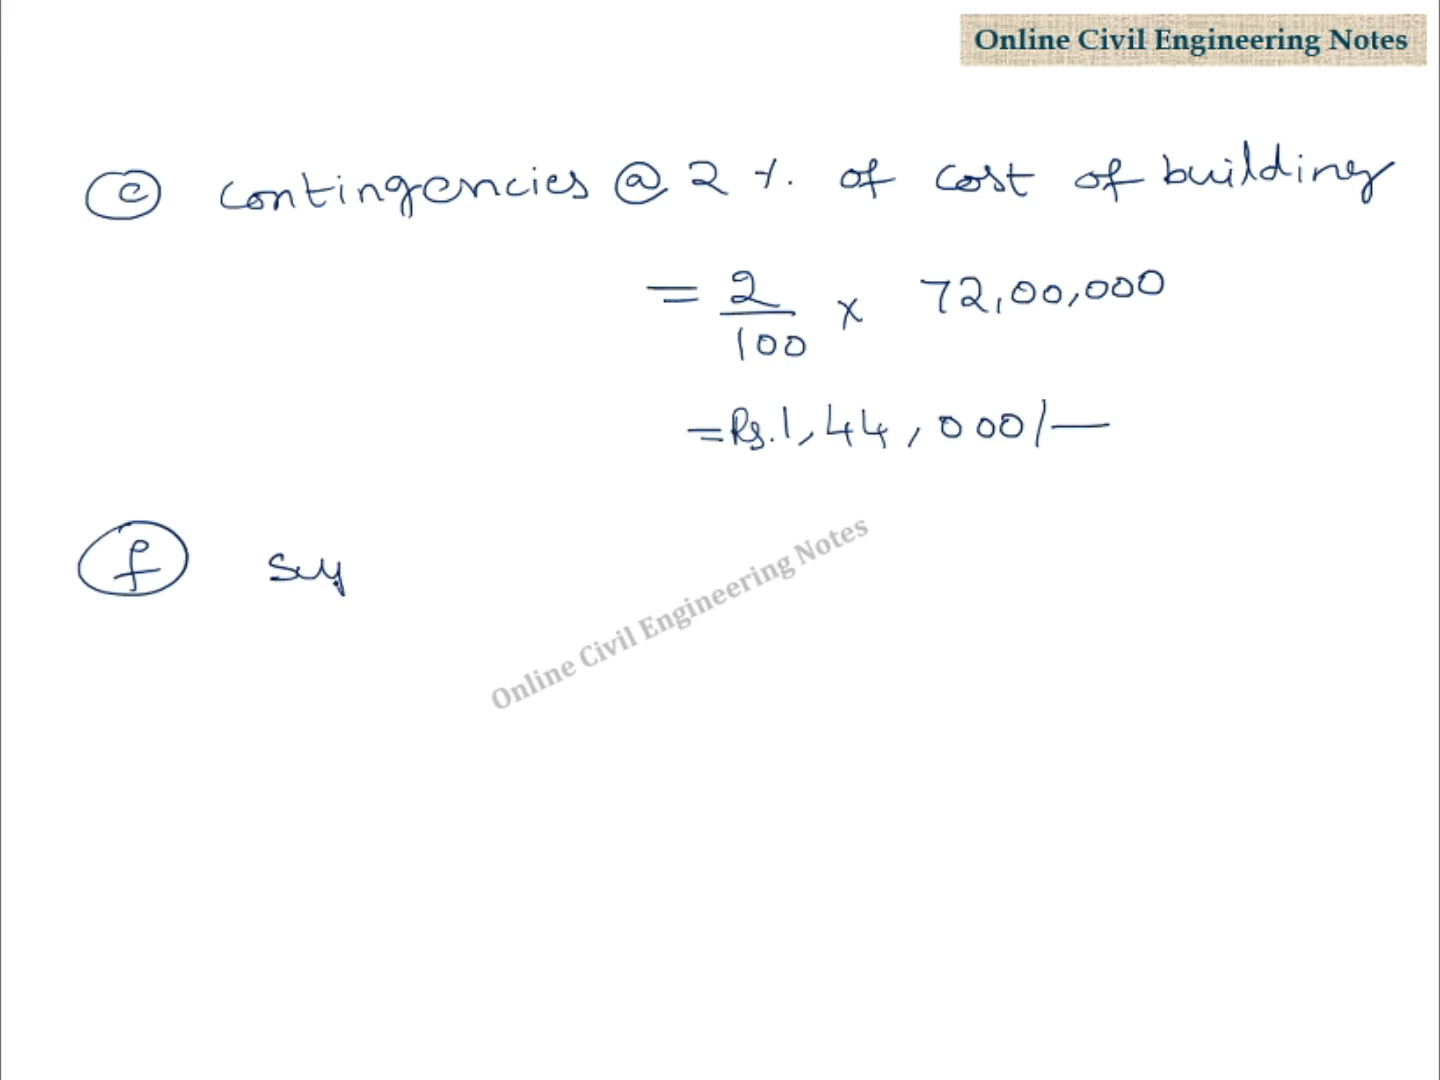 Online Civil Engineering Notes
e contingencies @ 2 %. of cost of building
= 2/100 x 72,00,000
= Rs.1,44,000/-
f
Online Civil Engineering Notes